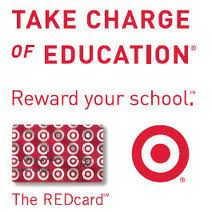 TAKE CHARGE
OF EDUCATION®
Reward your school.℠
®
The REDcard℠